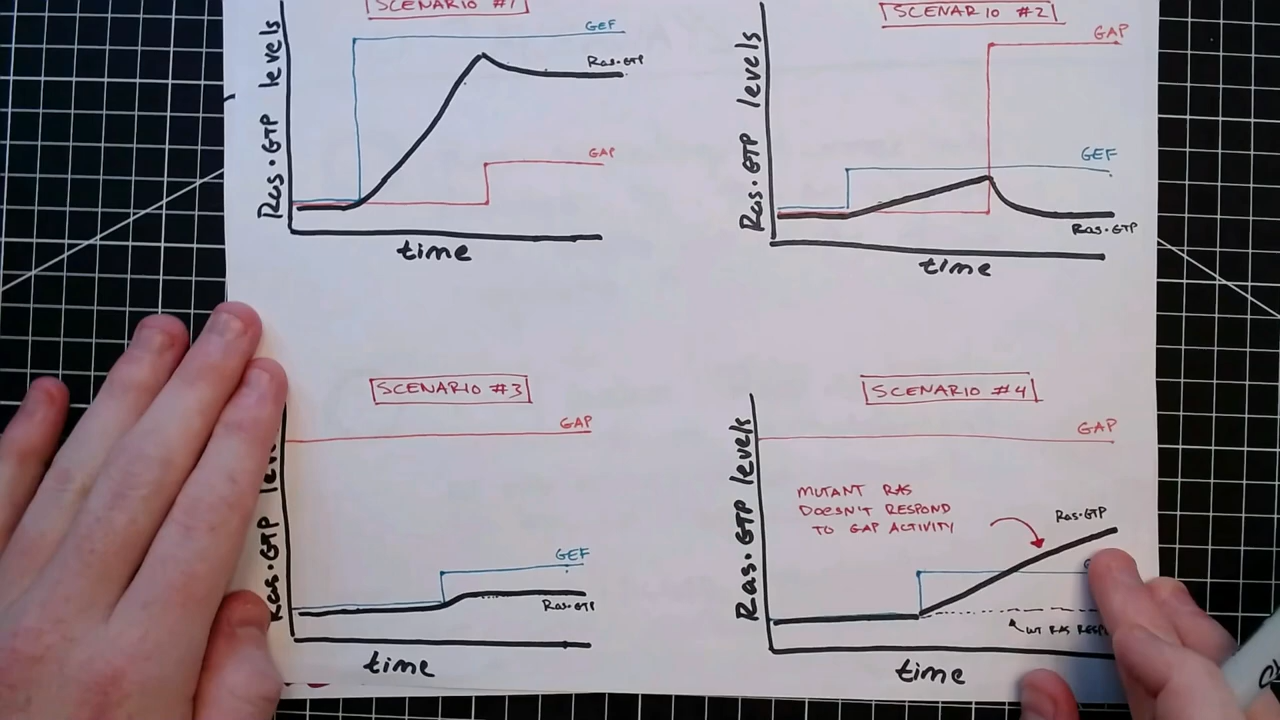 SCENARIO #1
GEF
Ras·GTP
GAP
Ras·GTP levels
time
SCENARIO #2
GAP
GEF
Ras·GTP
Ras·GTP levels
time
SCENARIO #3
GAP
GEF
Ras·GTP
time
SCENARIO #4
GAP
MUTANT RAS
DOESN'T RESPOND
TO GAP ACTIVITY
Ras·GTP
WT RAS
Ras·GTP levels
time